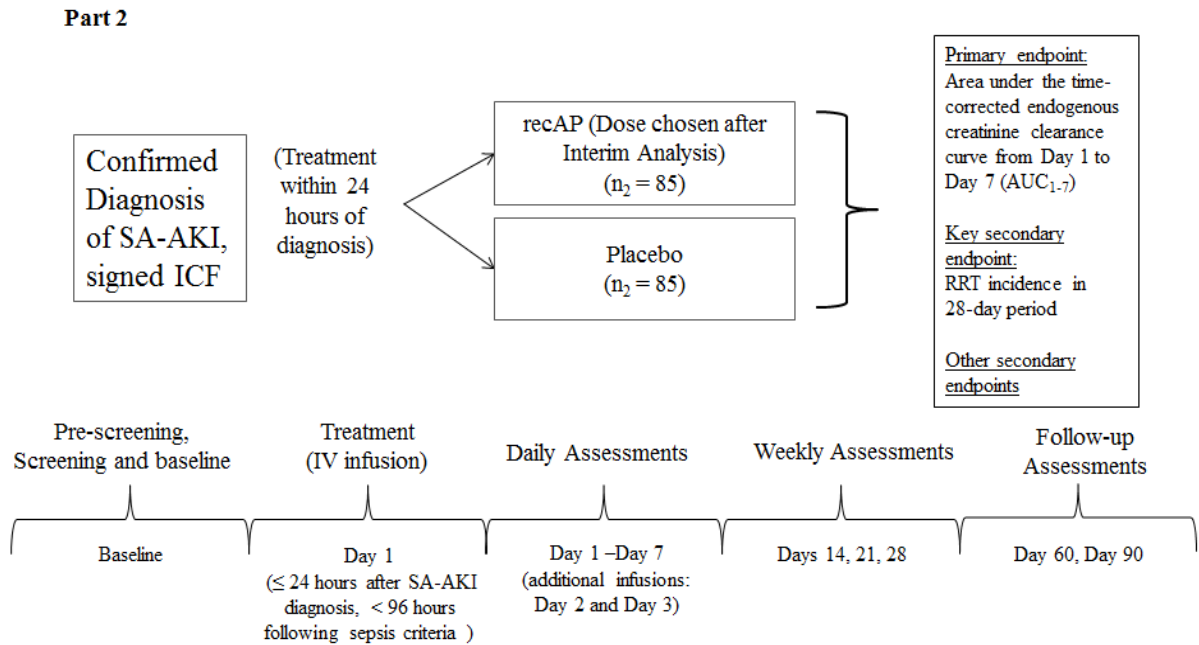 Part 2
Confirmed
Diagnosis
of SA-AKI,
signed ICF
(Treatment
within 24
hours of
diagnosis)
recAP (Dose chosen after
Interim Analysis)
(n₂ = 85)
Placebo
(n₂ = 85)
Primary endpoint:
Area under the time-
corrected endogenous
creatinine clearance
curve from Day 1 to
Day 7 (AUC₁₋₇)
Key secondary
endpoint:
RRT incidence in
28-day period
Other secondary
endpoints
Pre-screening,
Screening and baseline
Treatment
(IV infusion)
Daily Assessments
Weekly Assessments
Follow-up
Assessments
Baseline
Day 1
(≤ 24 hours after SA-AKI
diagnosis, < 96 hours
following sepsis criteria )
Day 1 –Day 7
(additional infusions:
Day 2 and Day 3)
Days 14, 21, 28
Day 60, Day 90